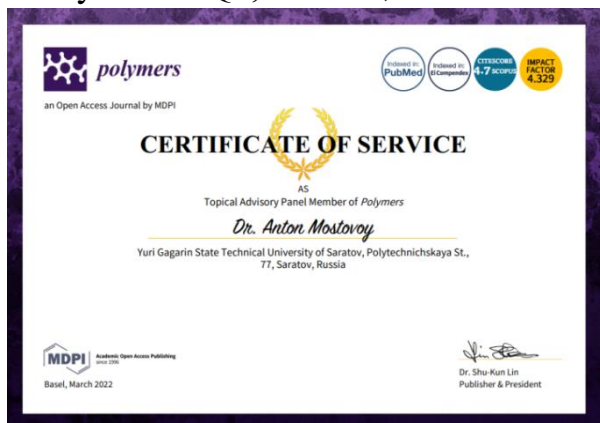 polymers
an Open Access Journal by MDPI
Indexed in:
PubMed
Indexed in:
Ei Compendex
CITESCORE
4.7 SCOPUS
IMPACT
FACTOR
4.329
CERTIFICATE OF SERVICE
AS
Topical Advisory Panel Member of Polymers
Dr. Anton Mostovoy
Yuri Gagarin State Technical University of Saratov, Polytechnichskaya St.,
77, Saratov, Russia
MDPI
Academic Open Access Publishing
since 1996
Basel, March 2022
Dr. Shu-Kun Lin
Publisher & President